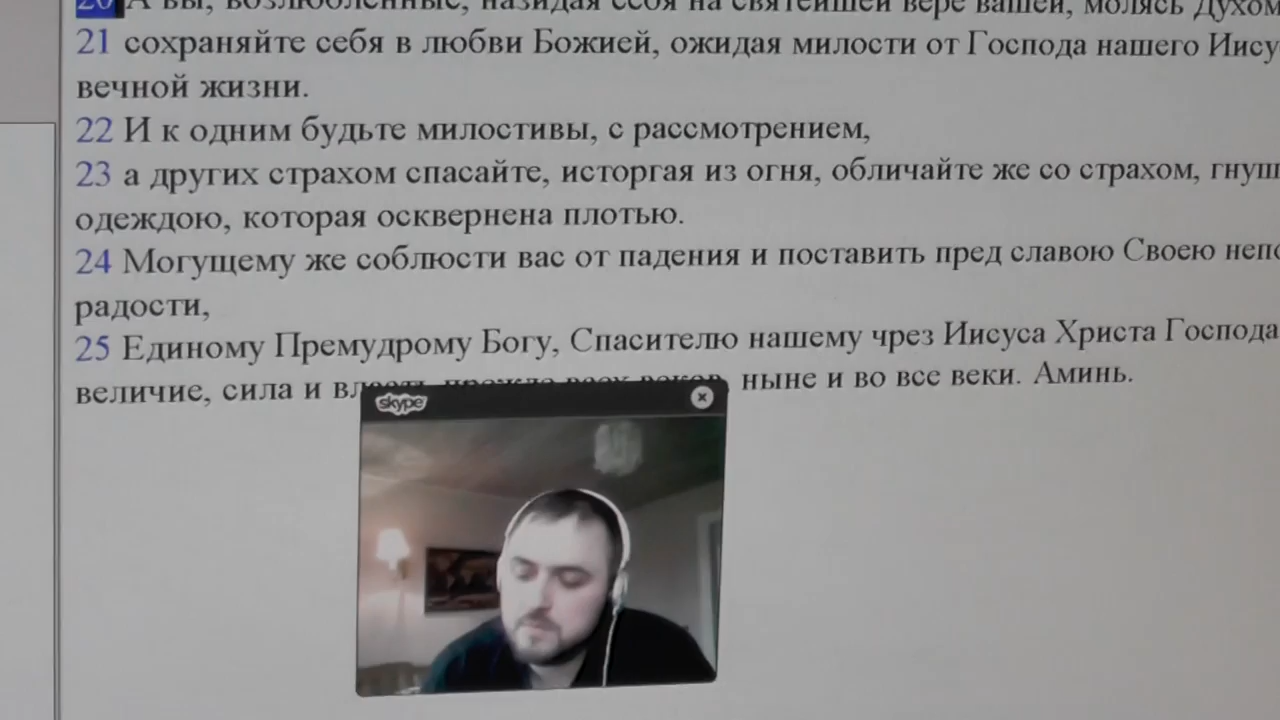 20 А вы, возлюбленные, назидая себя на святейшей вере вашей, молясь Духом
21 сохраняйте себя в любви Божией, ожидая милости от Господа нашего
вечной жизни.
22 И к одним будьте милостивы, с рассмотрением,
23 а других страхом спасайте, исторгая из огня, обличайте же со страхом,
одеждою, которая осквернена плотью.
24 Могущему же соблюсти вас от падения и поставить пред славою Своею
радости,
25 Единому Премудрому Богу, Спасителю нашему чрез Иисуса Христа Господа
величие, сила и ныне и во все веки. Аминь.
skype